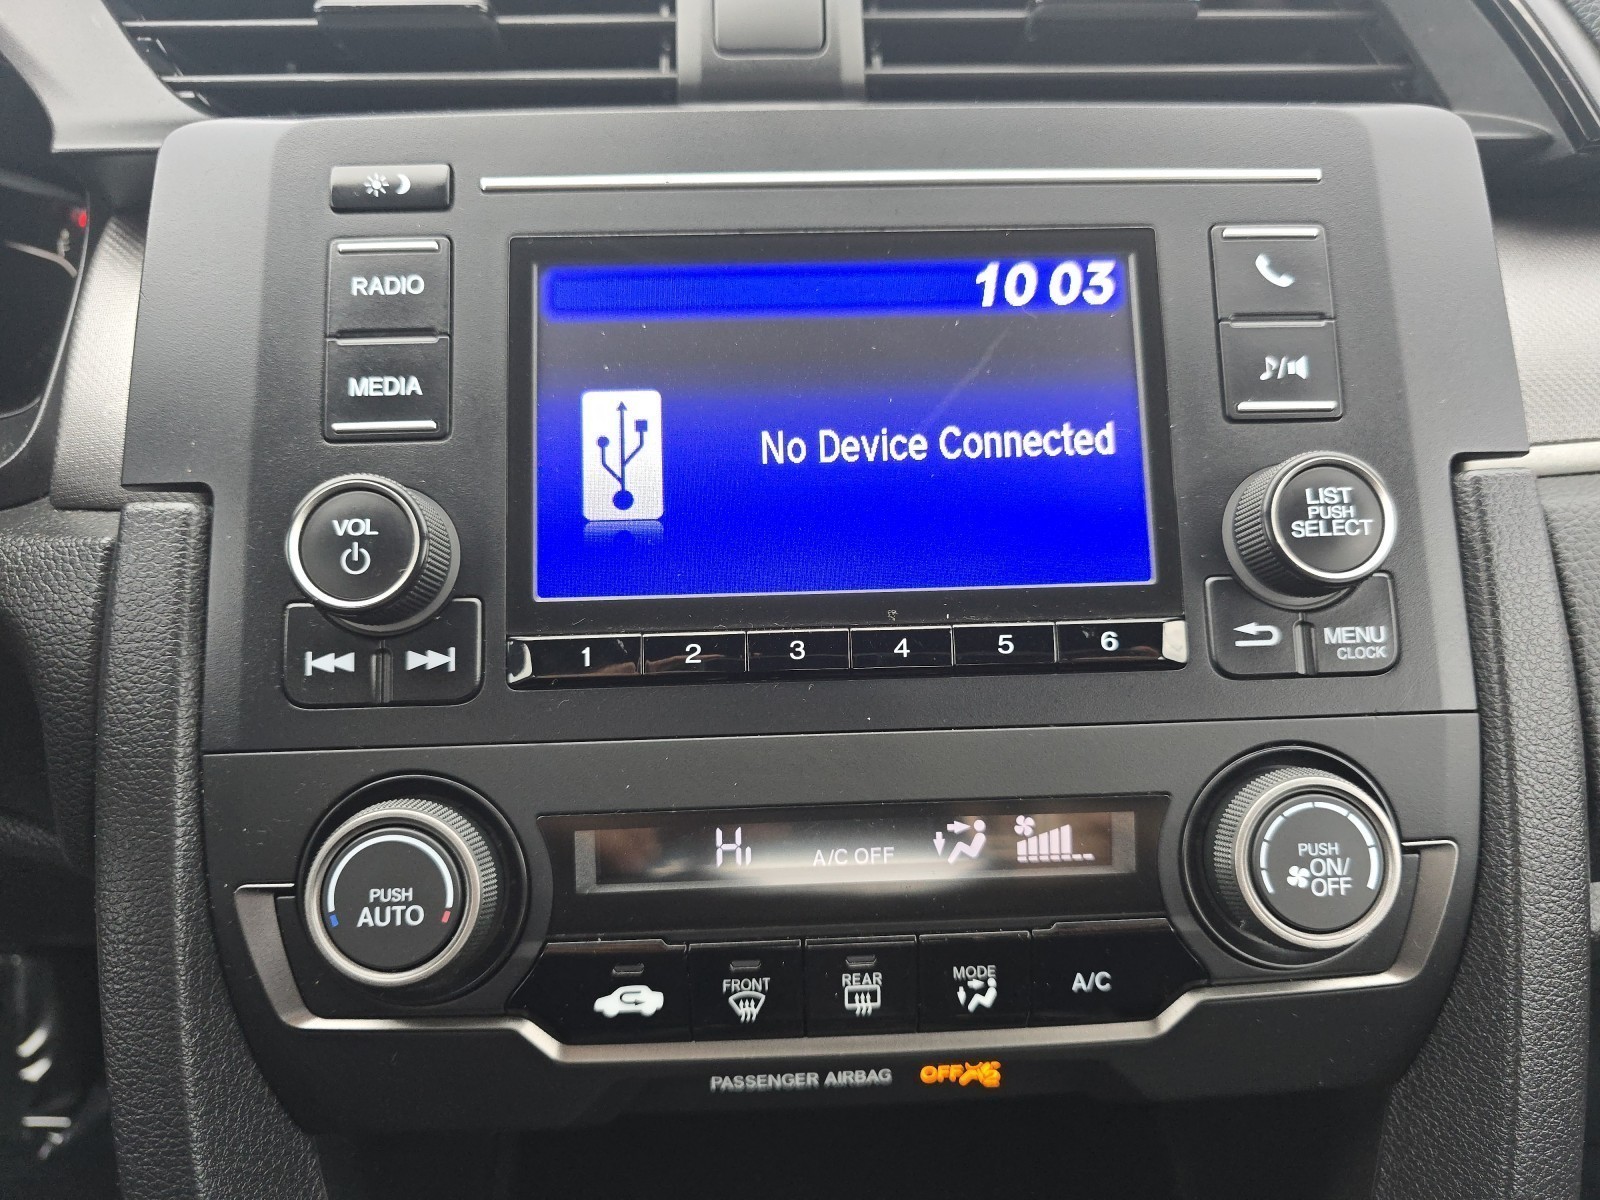 10 03
RADIO
MEDIA
No Device Connected
VOL
LIST
PUSH
SELECT
1 2 3 4 5 6
MENU
CLOCK
Hi
A/C OFF
PUSH
AUTO
PUSH
ON/
OFF
FRONT
REAR
MODE
A/C
PASSENGER AIRBAG OFF